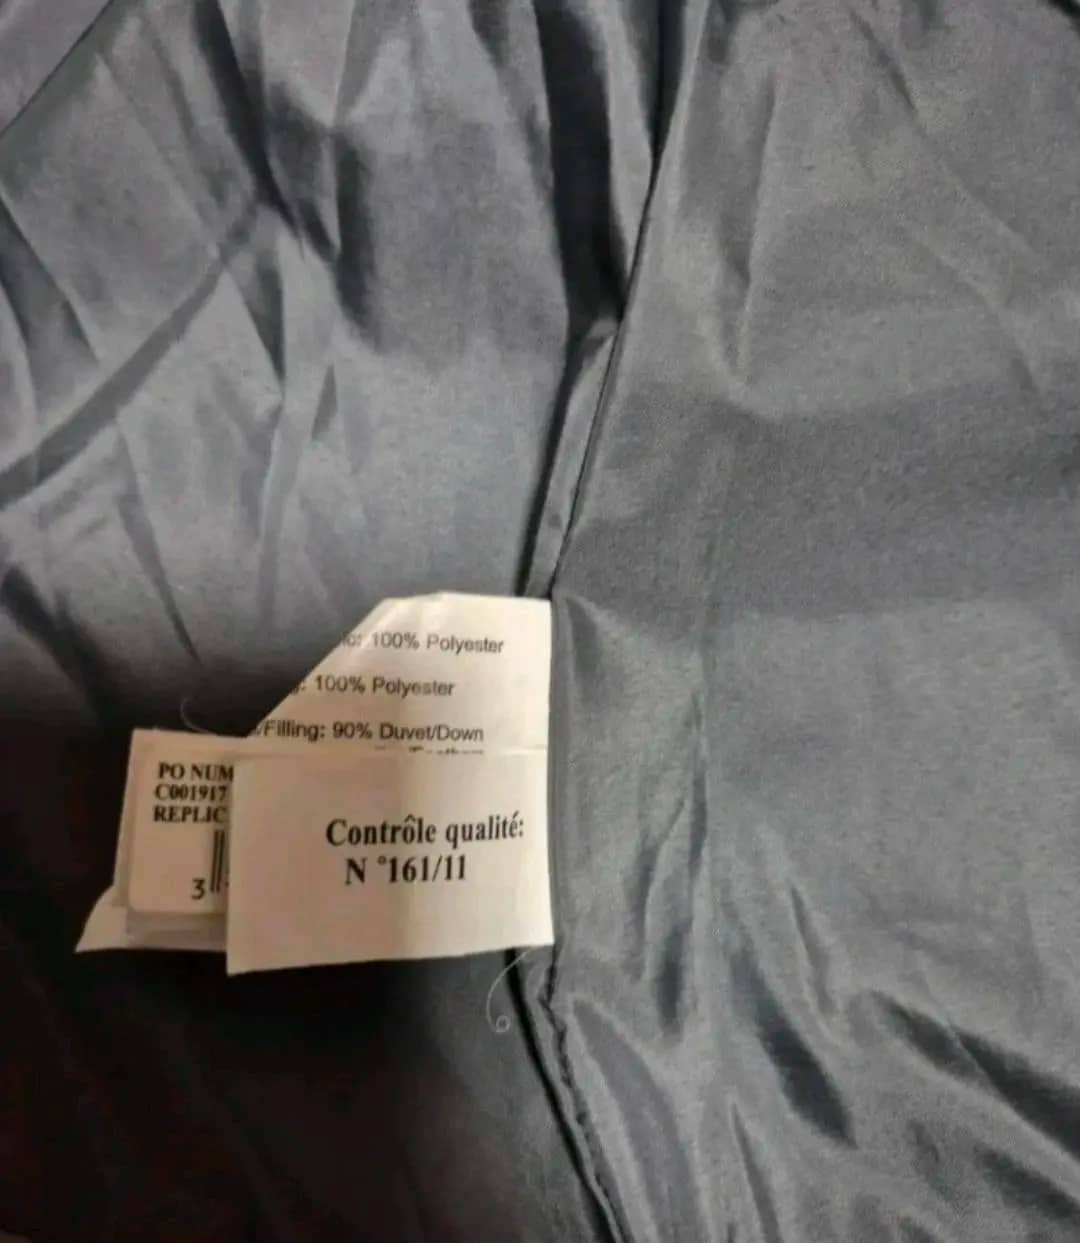 100% Polyester
100% Polyester
/Filling: 90% Duvet/Down
PO NUM
C001917
REPLIC
3
Contrôle qualité:
N °161/11